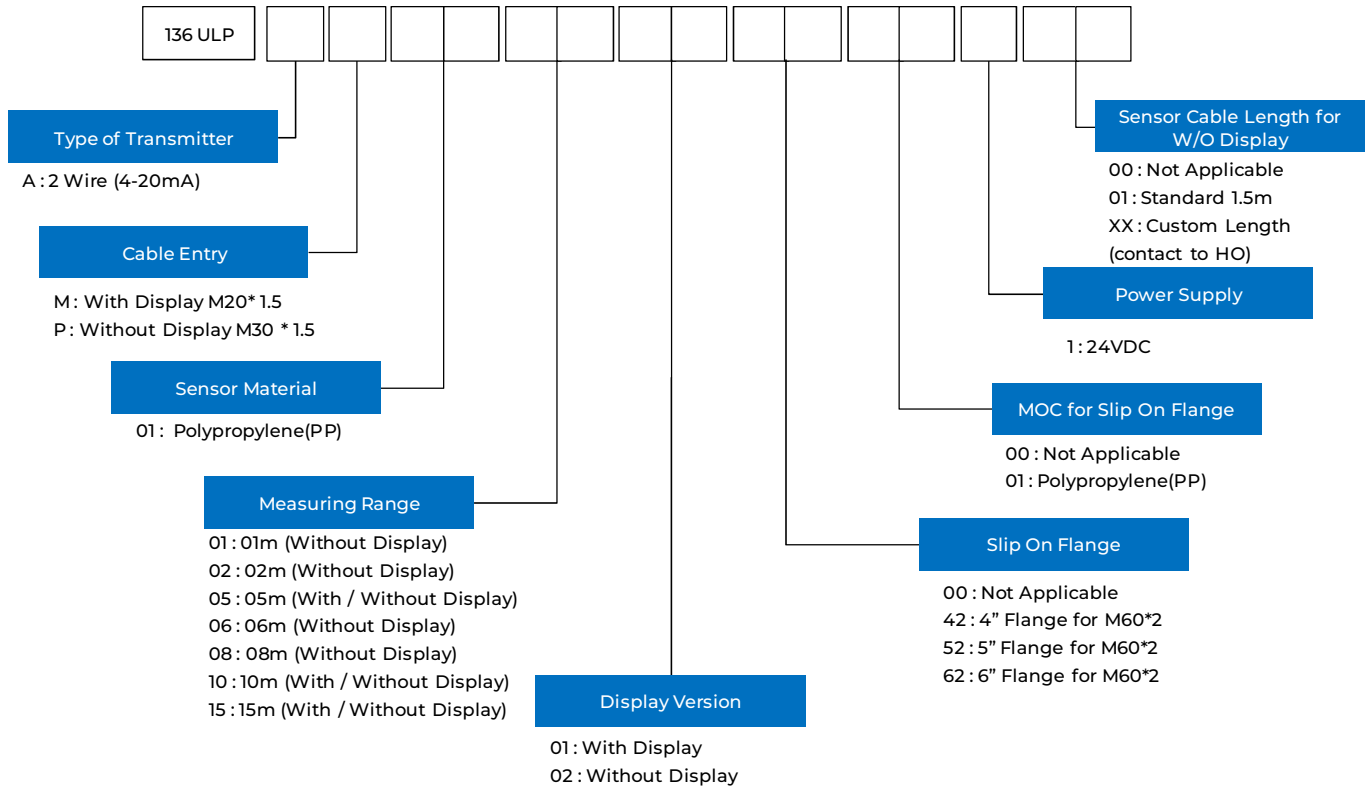 136 ULP
Type of Transmitter
A : 2 Wire (4-20mA)
Cable Entry
M : With Display M20* 1.5
P : Without Display M30 * 1.5
Sensor Material
01 : Polypropylene(PP)
Measuring Range
01 : 01m (Without Display)
02 : 02m (Without Display)
05 : 05m (With / Without Display)
06 : 06m (Without Display)
08 : 08m (Without Display)
10 : 10m (With / Without Display)
15 : 15m (With / Without Display)
Display Version
01 : With Display
02 : Without Display
Slip On Flange
00 : Not Applicable
42 : 4” Flange for M60*2
52 : 5” Flange for M60*2
62 : 6” Flange for M60*2
MOC for Slip On Flange
00 : Not Applicable
01 : Polypropylene(PP)
Power Supply
1 : 24VDC
Sensor Cable Length for
W/O Display
00 : Not Applicable
01 : Standard 1.5m
XX : Custom Length
(contact to HO)